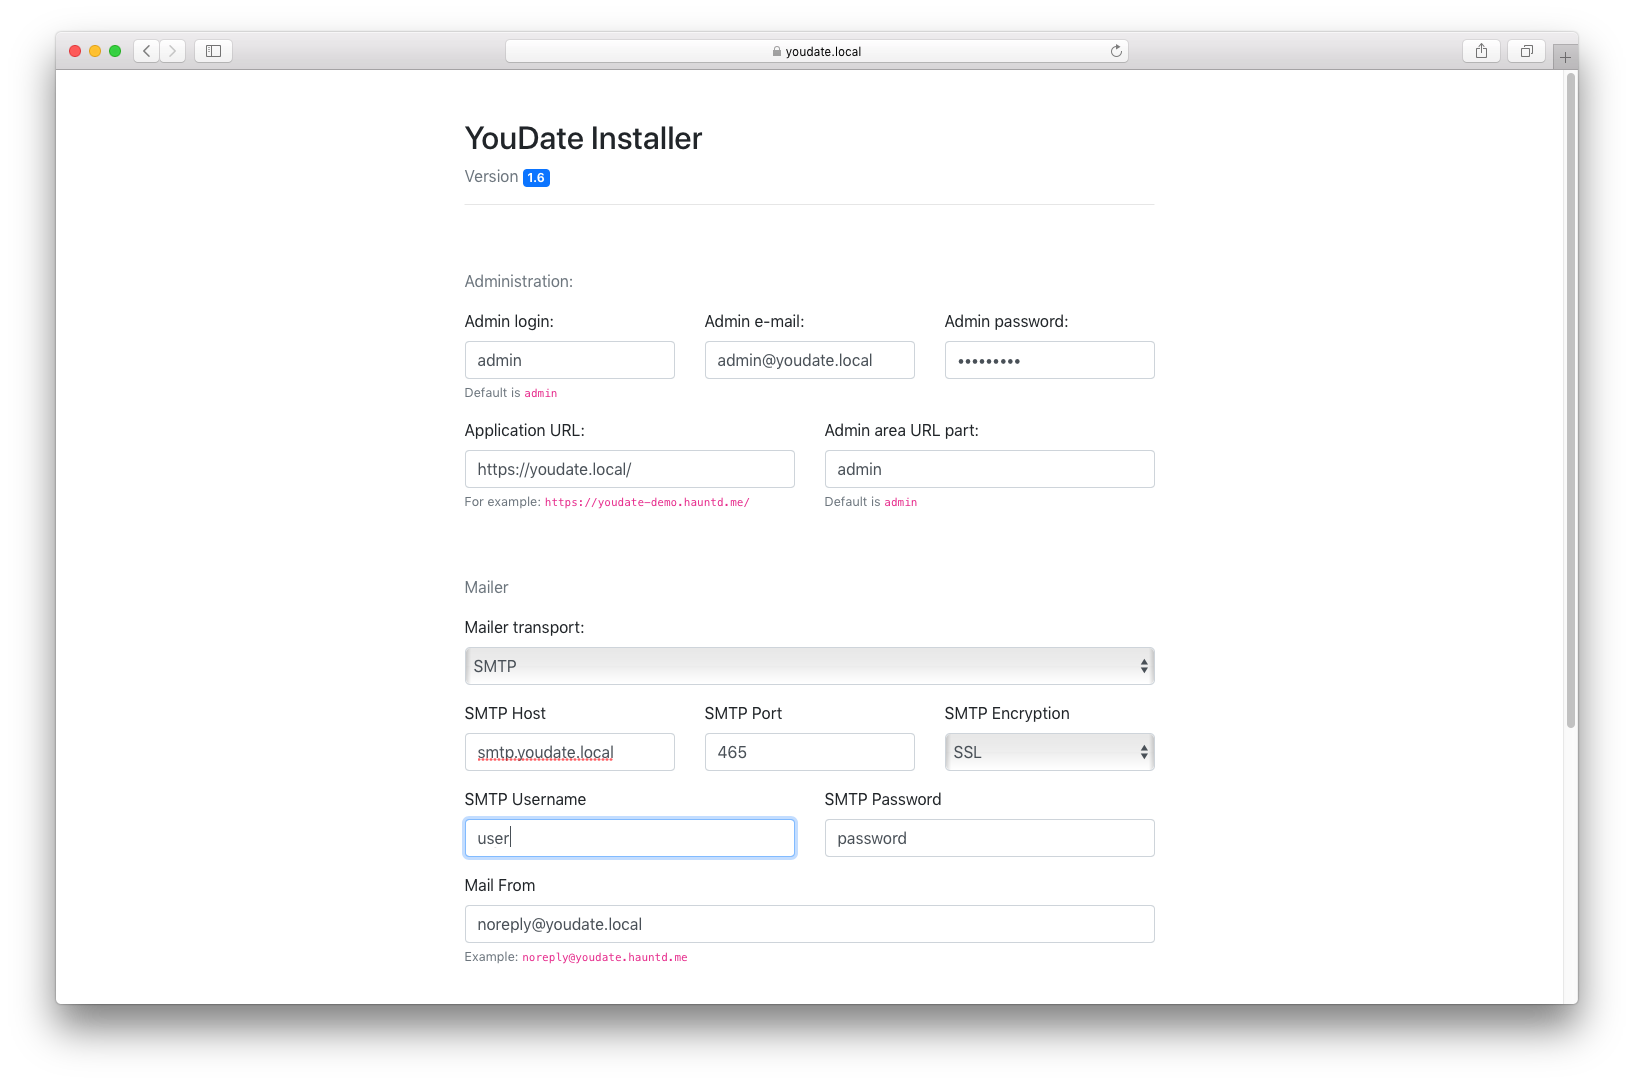 youdate.local
YouDate Installer
Version 1.6
Administration:
Admin login: Admin e-mail: Admin password:
admin admin@youdate.local •••••••••
Default is admin
Application URL: Admin area URL part:
https://youdate.local/ admin
For example: https://youdate-demo.hauntd.me/ Default is admin
Mailer
Mailer transport:
SMTP
SMTP Host SMTP Port SMTP Encryption
smtp.youdate.local 465 SSL
SMTP Username SMTP Password
user password
Mail From
noreply@youdate.local
Example: noreply@youdate.hauntd.me